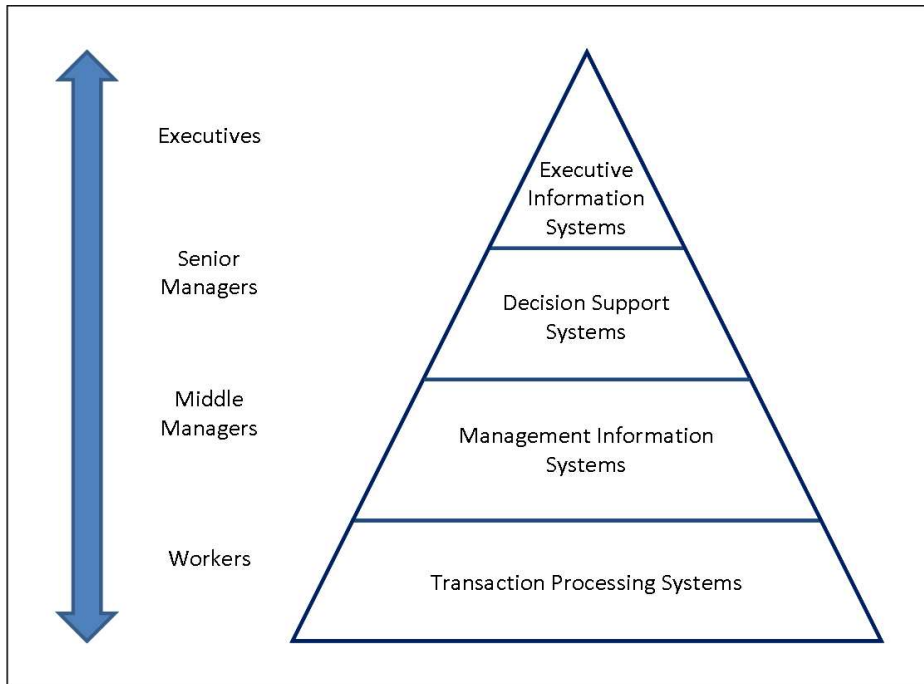 Executives
Executive
Information
Systems
Senior
Managers
Decision Support
Systems
Middle
Managers
Management Information
Systems
Workers
Transaction Processing Systems